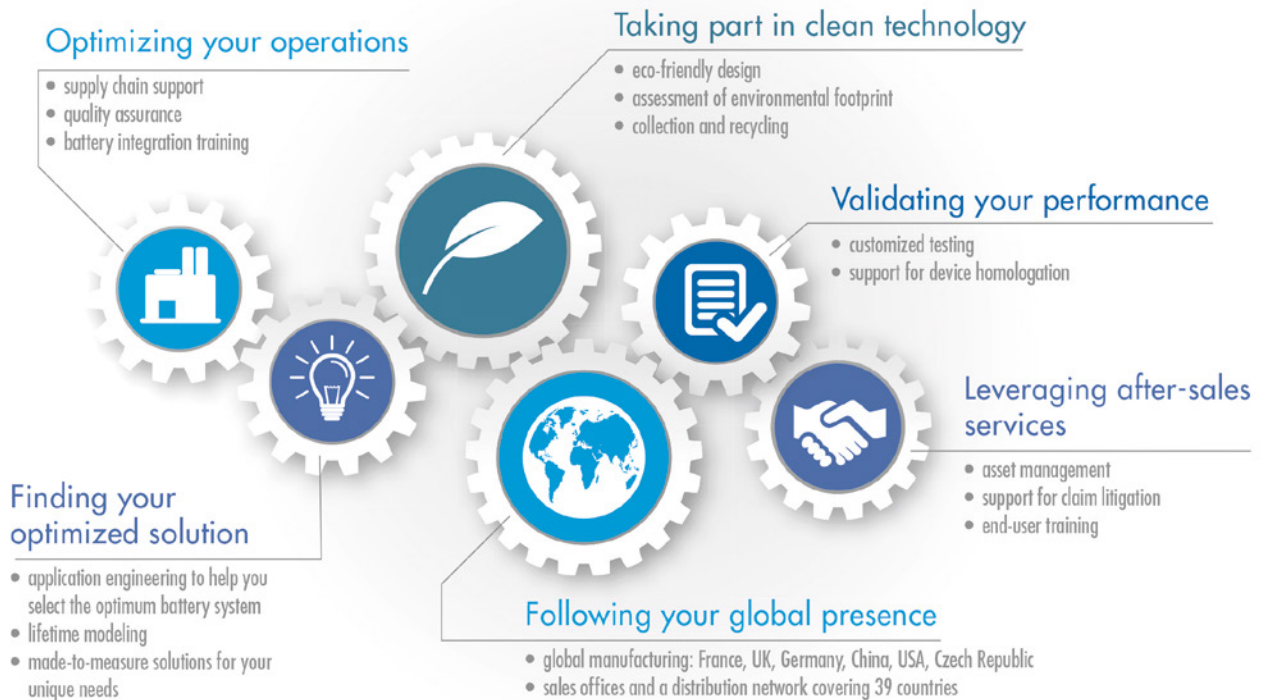 Optimizing your operations
• supply chain support
• quality assurance
• battery integration training
Taking part in clean technology
• eco-friendly design
• assessment of environmental footprint
• collection and recycling
Validating your performance
• customized testing
• support for device homologation
Leveraging after-sales
services
• asset management
• support for claim litigation
• end-user training
Finding your
optimized solution
• application engineering to help you
select the optimum battery system
• lifetime modeling
• made-to-measure solutions for your
unique needs
Following your global presence
• global manufacturing: France, UK, Germany, China, USA, Czech Republic
• sales offices and a distribution network covering 39 countries